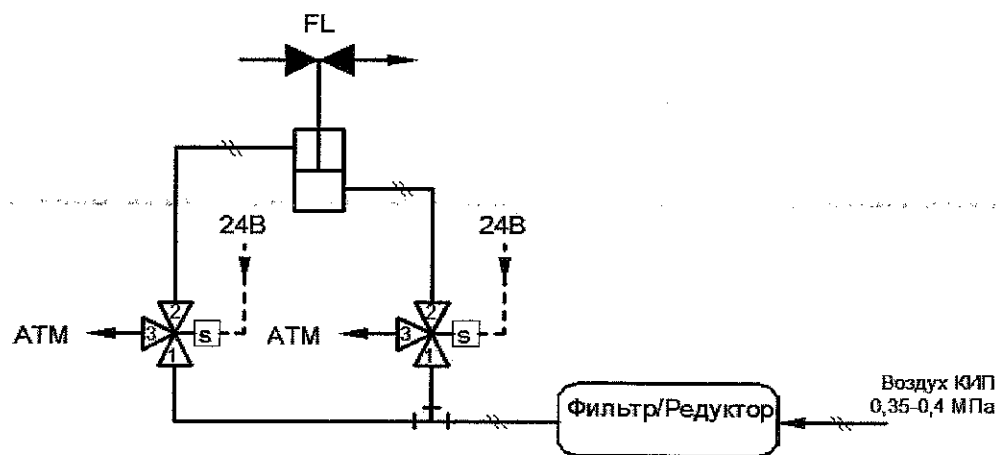 FL
24В
24В
2
2
АТМ
3
s
АТМ
3
s
1
1
Воздух КИП
Фильтр/Редуктор
0,35-0,4 МПа